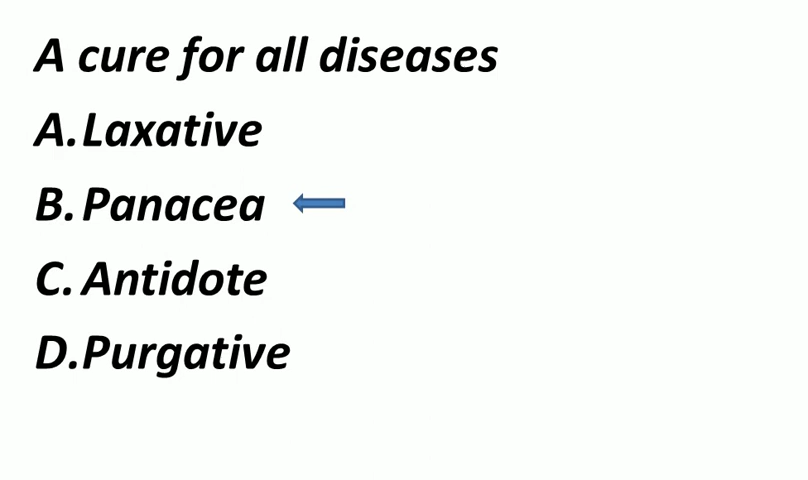 A cure for all diseases
A. Laxative
B. Panacea
C. Antidote
D. Purgative